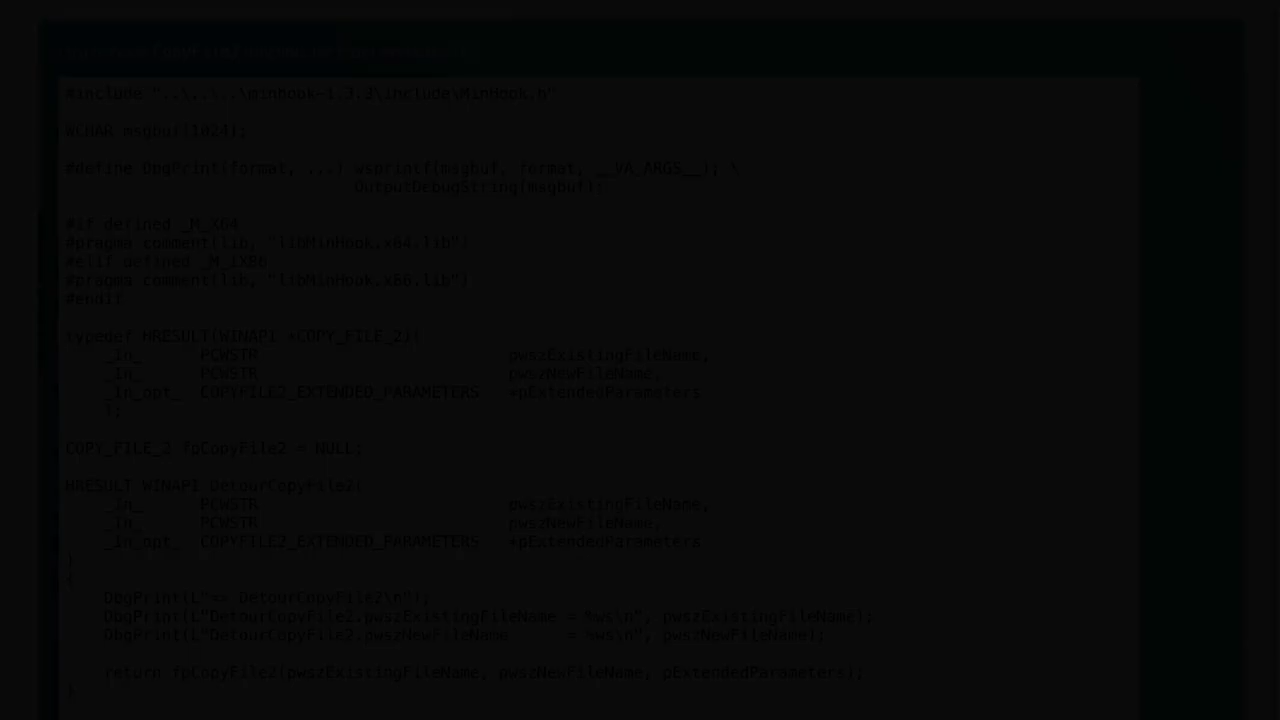 #include "..\..\..\minhook-1.3.3\include\MinHook.h"
WCHAR msgbuf[1024];
#define DbgPrint(format, ...) wsprintf(msgbuf, format, __VA_ARGS__); \
OutputDebugString(msgbuf);
#if defined _M_X64
#pragma comment(lib, "libMinHook.x64.lib")
#elif defined _M_IX86
#pragma comment(lib, "libMinHook.x86.lib")
#endif
typedef HRESULT(WINAPI *COPY_FILE_2)(
_In_ PCWSTR pwszExistingFileName,
_In_ PCWSTR pwszNewFileName,
_In_opt_ COPYFILE2_EXTENDED_PARAMETERS *pExtendedParameters
);
COPY_FILE_2 fpCopyFile2 = NULL;
HRESULT WINAPI DetourCopyFile2(
_In_ PCWSTR pwszExistingFileName,
_In_ PCWSTR pwszNewFileName,
_In_opt_ COPYFILE2_EXTENDED_PARAMETERS *pExtendedParameters
)
{
DbgPrint(L"=> DetourCopyFile2\n");
DbgPrint(L"DetourCopyFile2.pwszExistingFileName = %ws\n", pwszExistingFileName);
DbgPrint(L"DetourCopyFile2.pwszNewFileName = %ws\n", pwszNewFileName);
return fpCopyFile2(pwszExistingFileName, pwszNewFileName, pExtendedParameters);
}